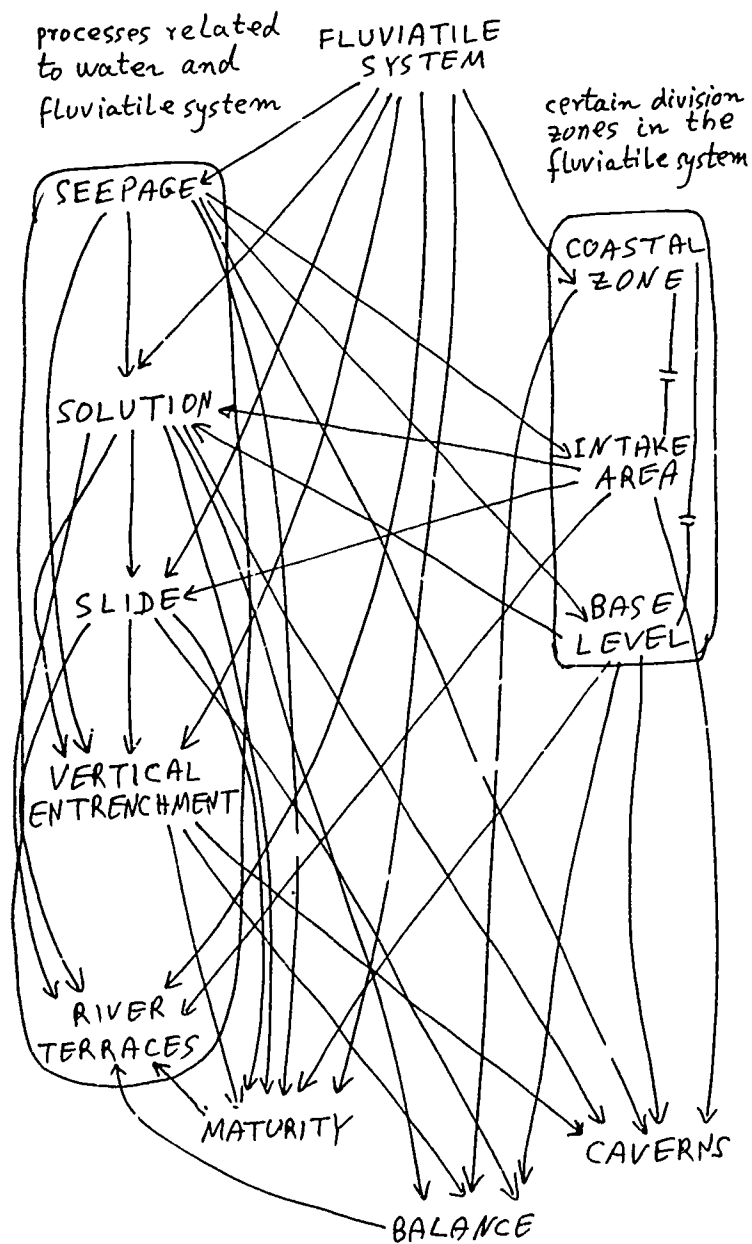 processes related
to water and
fluviatile system
FLUVIATILE
SYSTEM
certain division
zones in the
fluviatile system
SEEPAGE
COASTAL
ZONE
SOLUTION
INTAKE
AREA
SLIDE
BASE
LEVEL
VERTICAL
ENTRENCHMENT
RIVER
TERRACES
MATURITY
CAVERNS
BALANCE